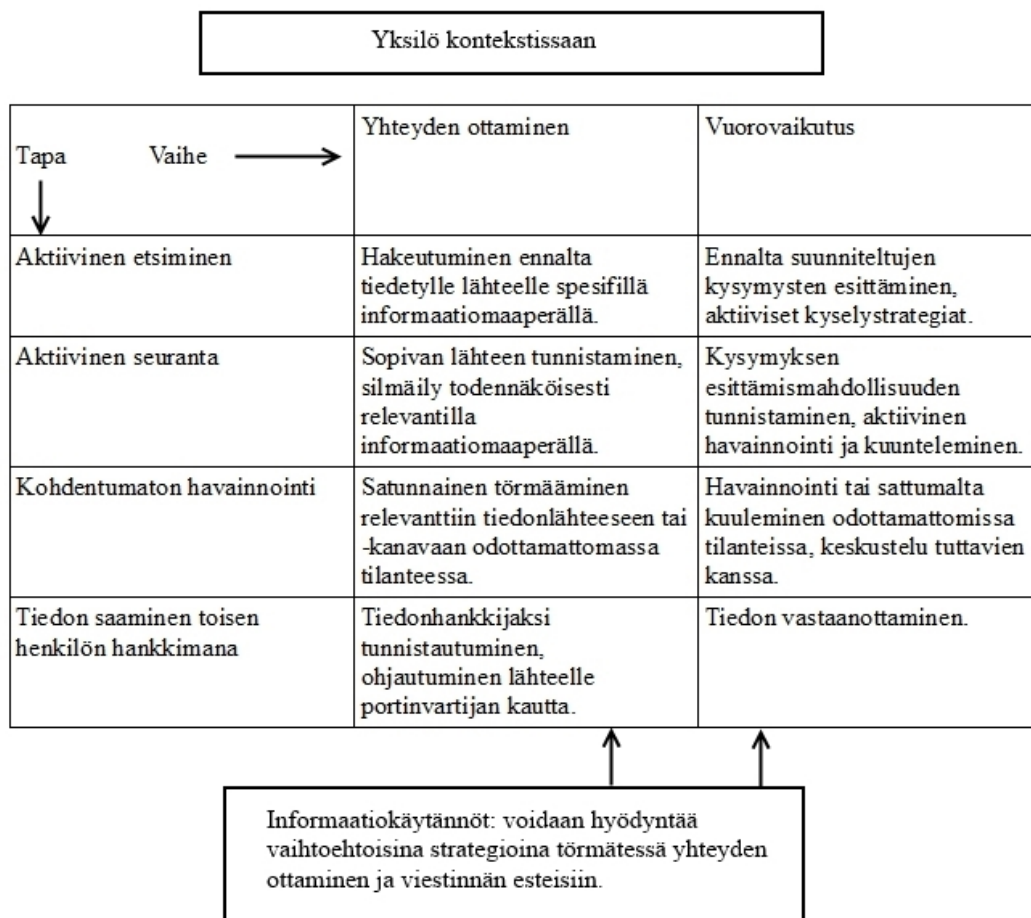 Yksilö kontekstissaan
Tapa Vaihe
Yhteyden ottaminen
Vuorovaikutus
Aktiivinen etsiminen
Hakeutuminen ennalta
tiedetylle lähteelle spesifillä
informaatiomaaperällä.
Ennalta suunniteltujen
kysymysten esittäminen,
aktiiviset kyselystrategiat.
Aktiivinen seuranta
Sopivan lähteen tunnistaminen,
silmäily todennäköisesti
relevantilla
informaatiomaaperällä.
Kysymyksen
esittämismahdollisuuden
tunnistaminen, aktiivinen
havainnointi ja kuunteleminen.
Kohdentumaton havainnointi
Satunnainen törmääminen
relevanttiin tiedonlähteeseen tai
-kanavaan odottamattomassa
tilanteessa.
Havainnointi tai sattumalta
kuuleminen odottamattomissa
tilanteissa, keskustelu tuttavien
kanssa.
Tiedon saaminen toisen
henkilön hankkimana
Tiedonhankkijaksi
tunnistautuminen,
ohjautuminen lähteelle
portinvartijan kautta.
Tiedon vastaanottaminen.
Informaatiokäytännöt: voidaan hyödyntää
vaihtoehtoisina strategioina törmätessä yhteyden
ottaminen ja viestinnän esteisiin.